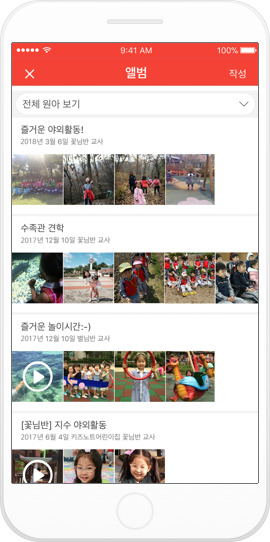 9:41 AM 100%
앨범 작성
전체 원아 보기
즐거운 야외활동!
2018년 3월 6일 꽃님반 교사
수족관 견학
2017년 12월 10일 꽃님반 교사
즐거운 놀이시간:-)
2017년 12월 10일 별님반 교사
[꽃님반] 지수 야외활동
2017년 6월 4일 키즈노트어린이집 꽃님반 교사